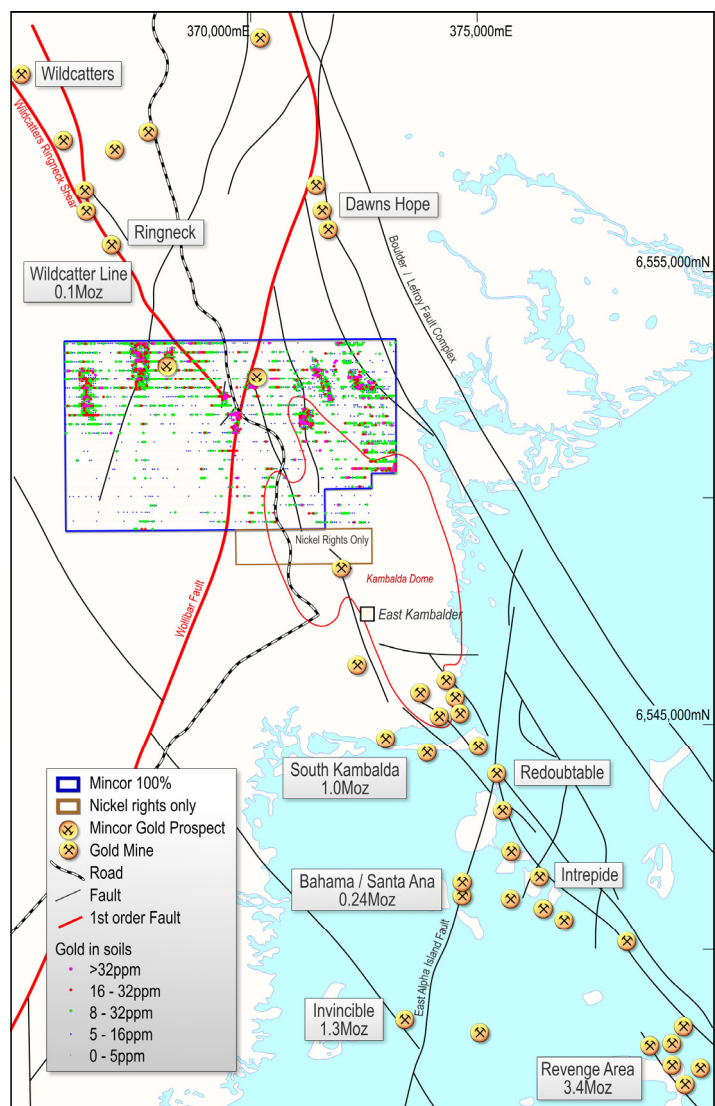 370,000mE
375,000mE
Wildcatters
Wildcatters Ringneck Shear
Dawns Hope
Ringneck
Boulder / Lefroy Fault Complex
6,555,000mN
Wildcatter Line
0.1Moz
Nickel Rights Only
Kambalda Dome
Wollibar Fault
East Kambalder
6,545,000mN
South Kambalda
1.0Moz
Redoubtable
Mincor 100%
Nickel rights only
Mincor Gold Prospect
Gold Mine
Road
Fault
1st order Fault
Gold in soils
>32ppm
16 - 32ppm
8 - 32ppm
5 - 16ppm
0 - 5ppm
Bahama / Santa Ana
0.24Moz
Intrepide
East Alpha Island Fault
Invincible
1.3Moz
Revenge Area
3.4Moz